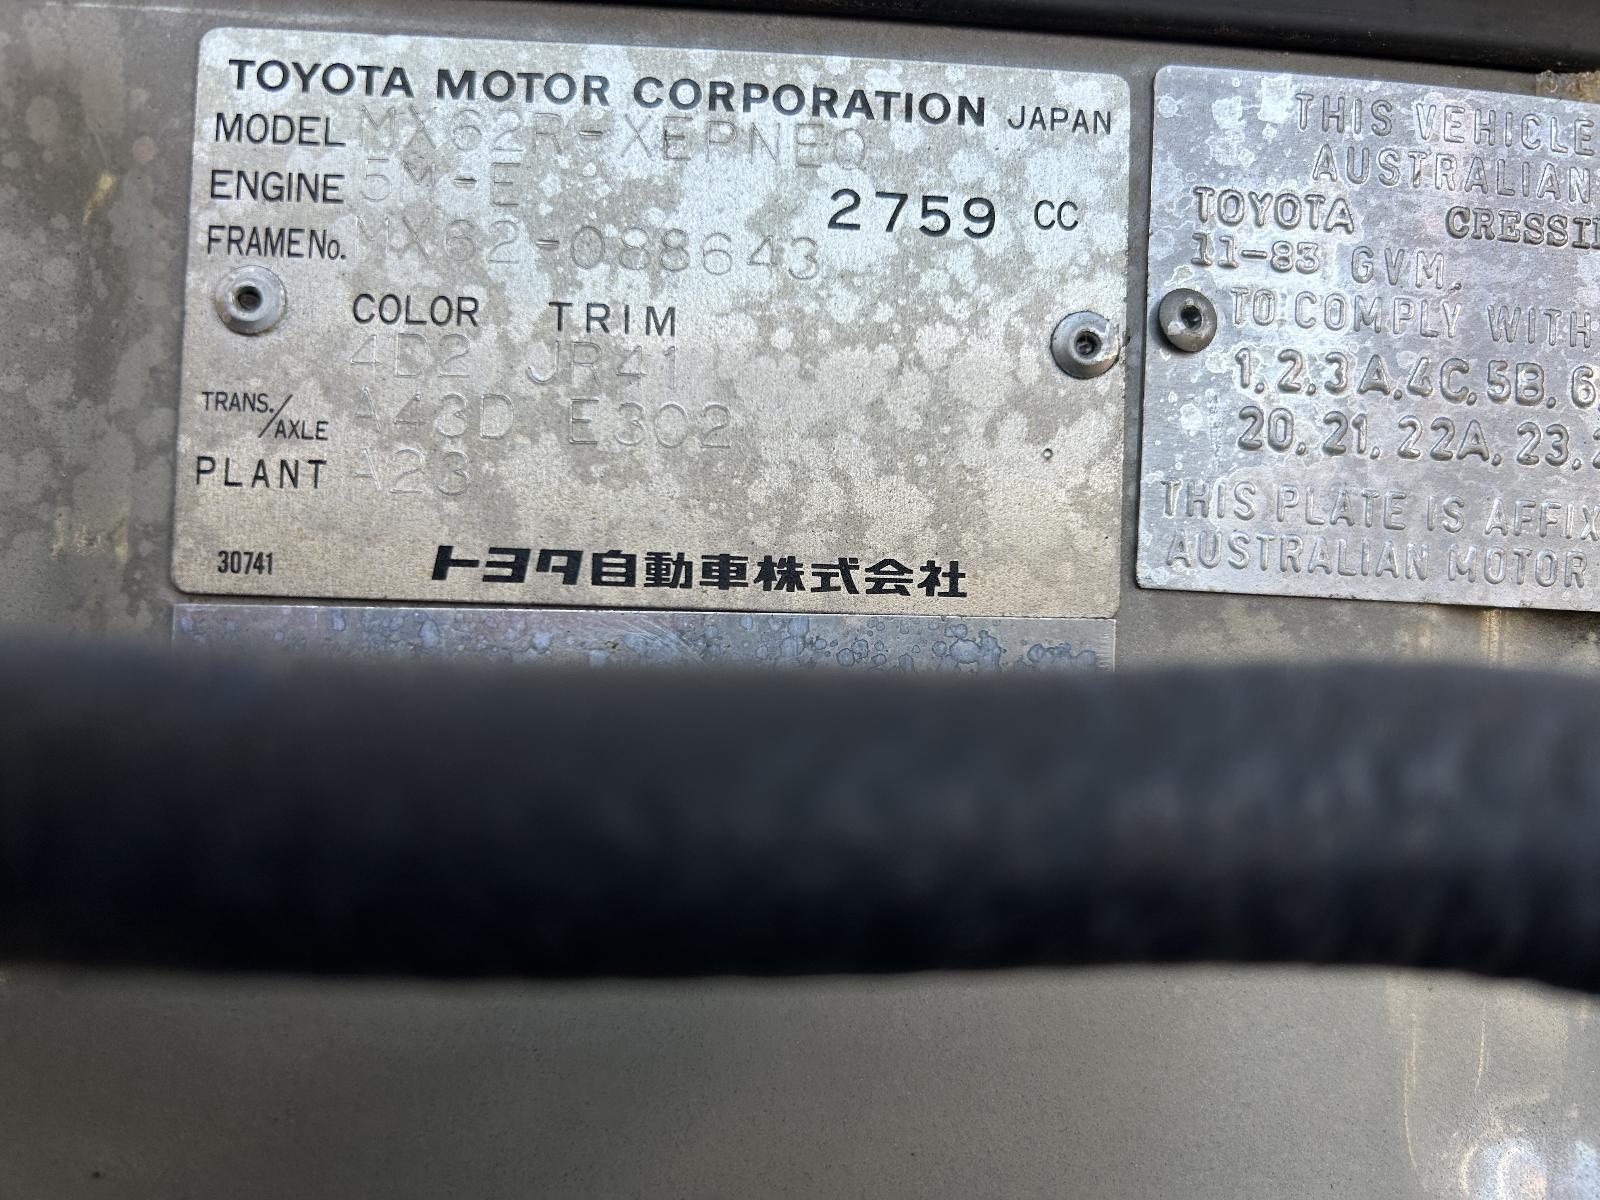 TOYOTA MOTOR CORPORATION JAPAN
MODEL MX62R-XEPNEQ
ENGINE 5M-E 2759 CC
FRAME No. MX62-088643
COLOR TRIM
4D2 JR41
TRANS./AXLE A43D E302
PLANT A23
30741 トヨタ自動車株式会社
THIS VEHICLE
AUSTRALIAN
TOYOTA CRESSI
11-83 GVM.
TO COMPLY WITH
1, 2, 3A, 4C, 5B, 6,
20, 21, 22A, 23,
THIS PLATE IS AFFIX
AUSTRALIAN MOTOR